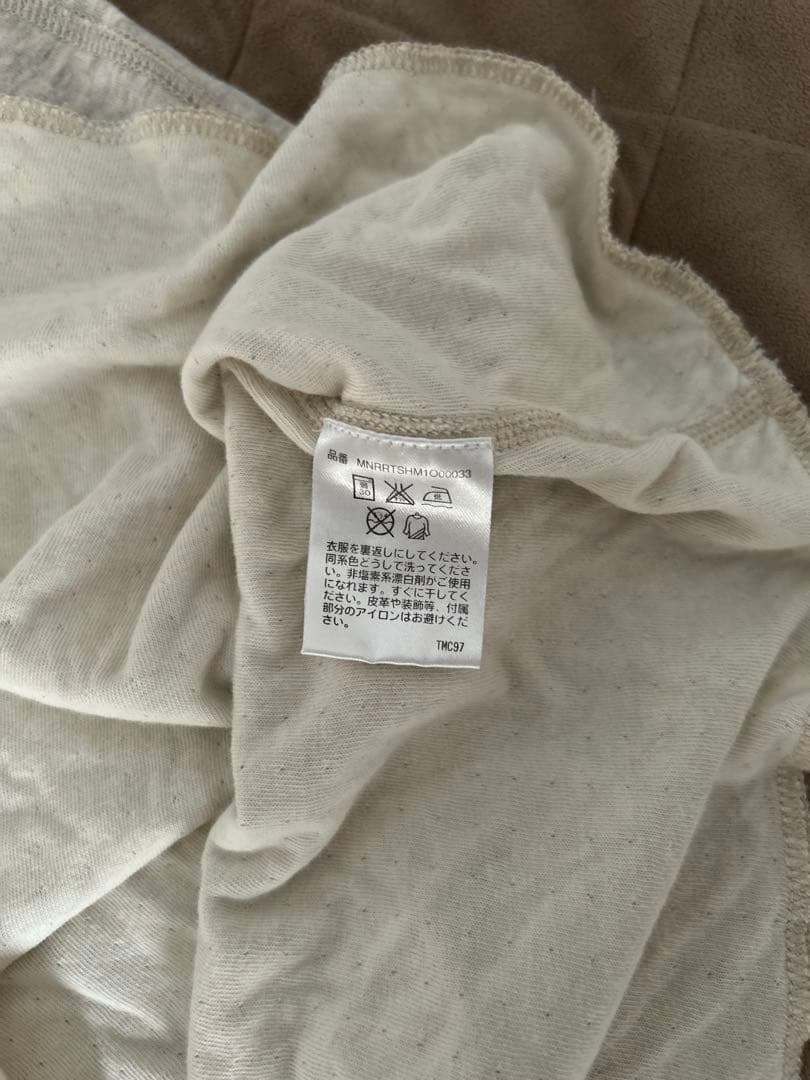 品番 MNRRTSHM1O00033
弱
30
低
衣服を裏返しにしてください。
同系色どうしで洗ってくださ
い。非塩素系漂白剤がご使用
になれます。すぐに干してく
ださい。皮革や装飾等、付属
部分のアイロンはお避けくだ
さい。
TMC97